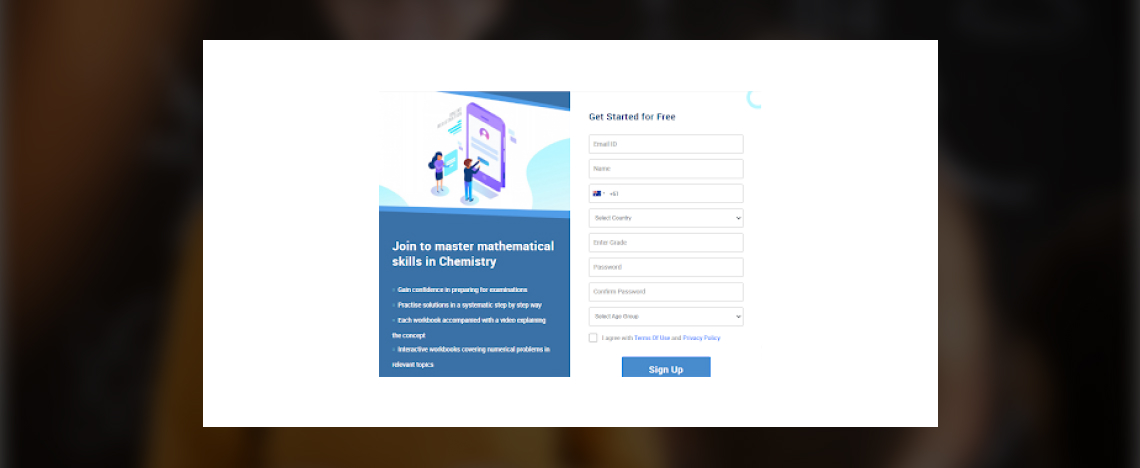 Join to master mathematical
skills in Chemistry
- Gain confidence in preparing for examinations
- Practise solutions in a systematic step by step way
- Each workbook accompanied with a video explaining
the concept
- Interactive workbooks covering numerical problems in
relevant topics
Get Started for Free
Email ID
Name
+61
Select Country
Enter Grade
Password
Confirm Password
Select Age Group
I agree with Terms Of Use and Privacy Policy
Sign Up